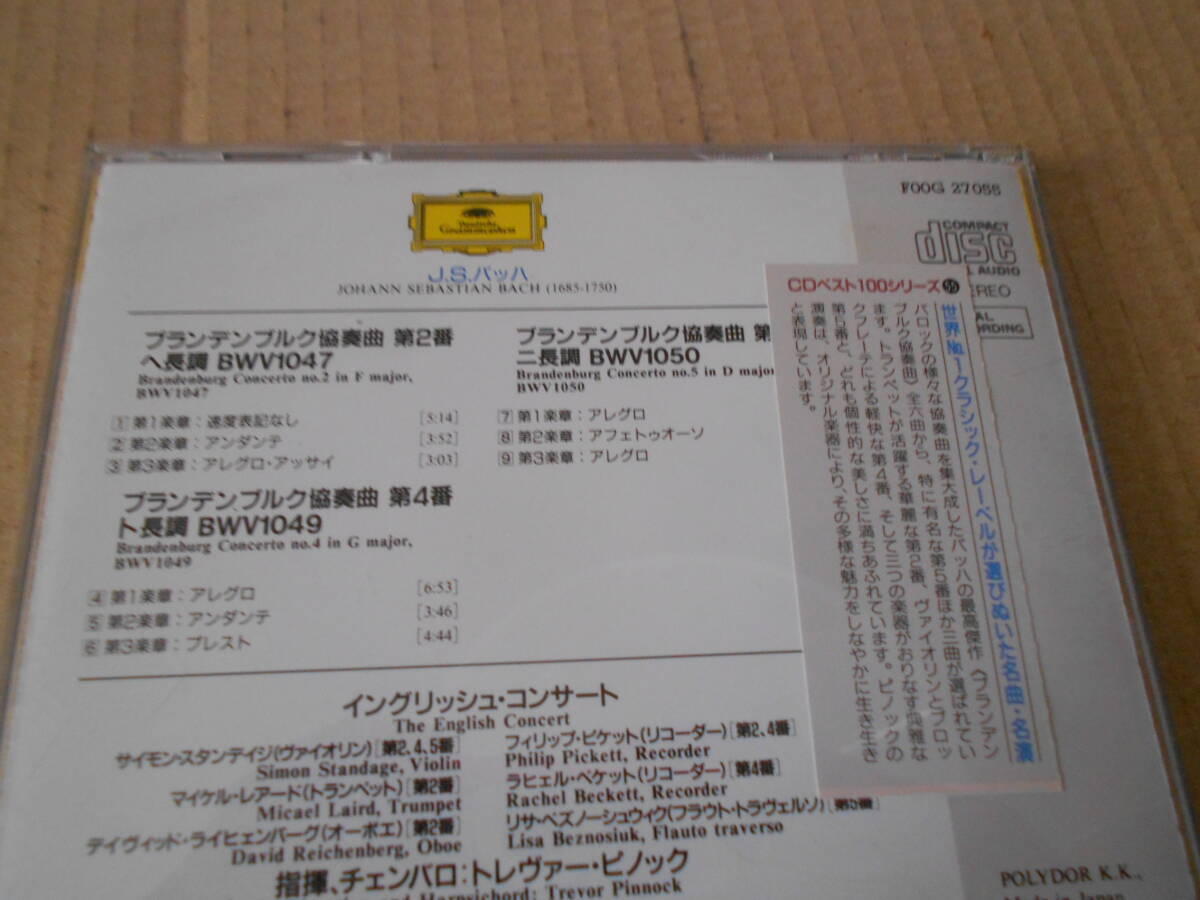 FOOG 27055
COMPACT
disc
AUDIO
Deutsche
Grammophon
J.S.バッハ
JOHANN SEBASTIAN BACH (1685-1750)
ブランデンブルク協奏曲 第2番
ヘ長調 BWV1047
Brandenburg Concerto no.2 in F major,
BWV1047
1 第1楽章：速度表記なし [5:14]
2 第2楽章：アンダンテ [3:52]
3 第3楽章：アレグロ・アッサイ [3:03]
ブランデンブルク協奏曲 第4番
ト長調 BWV1049
Brandenburg Concerto no.4 in G major,
BWV1049
4 第1楽章：アレグロ [6:53]
5 第2楽章：アンダンテ [3:46]
6 第3楽章：プレスト [4:44]
ブランデンブルク協奏曲 第
ニ長調 BWV1050
Brandenburg Concerto no.5 in D major
BWV1050
7 第1楽章：アレグロ
8 第2楽章：アフェトゥオーソ
9 第3楽章：アレグロ
CDベスト100シリーズ
世界No.1クラシック・レーベルが選びぬいた名曲・名演
バロックの様々な協奏曲を集大成したバッハの最高傑作《ブランデン
ブルク協奏曲》全六曲から、特に有名な第5番ほか三曲が選ばれてい
ます。トランペットが活躍する華麗な第2番、ヴァイオリンとブロッ
クフレーテによる軽快な第4番、そして三つの楽器がおりなす典雅な
第5番と、どれも個性的な美しさに満ちあふれています。ピノックの
演奏は、オリジナル楽器により、その多様な魅力をしなやかに生き生き
と表現しています。
イングリッシュ・コンサート
The English Concert
サイモン・スタンデイジ(ヴァイオリン)[第2、4、5番]
Simon Standage, Violin
マイケル・レアード(トランペット)[第2番]
Micael Laird, Trumpet
デイヴィッド・ライヒェンバーグ(オーボエ)[第2番]
David Reichenberg, Oboe
フィリップ・ピケット(リコーダー)[第2、4番]
Philip Pickett, Recorder
ラヒェル・ベケット(リコーダー)[第4番]
Rachel Beckett, Recorder
リサ・ベズノーシュウィク(フラウト・トラヴェルソ)[第5番]
Lisa Beznosiuk, Flauto traverso
指揮、チェンバロ：トレヴァー・ピノック
Harpsichord: Trevor Pinnock
POLYDOR K.K.,
Made in Japan